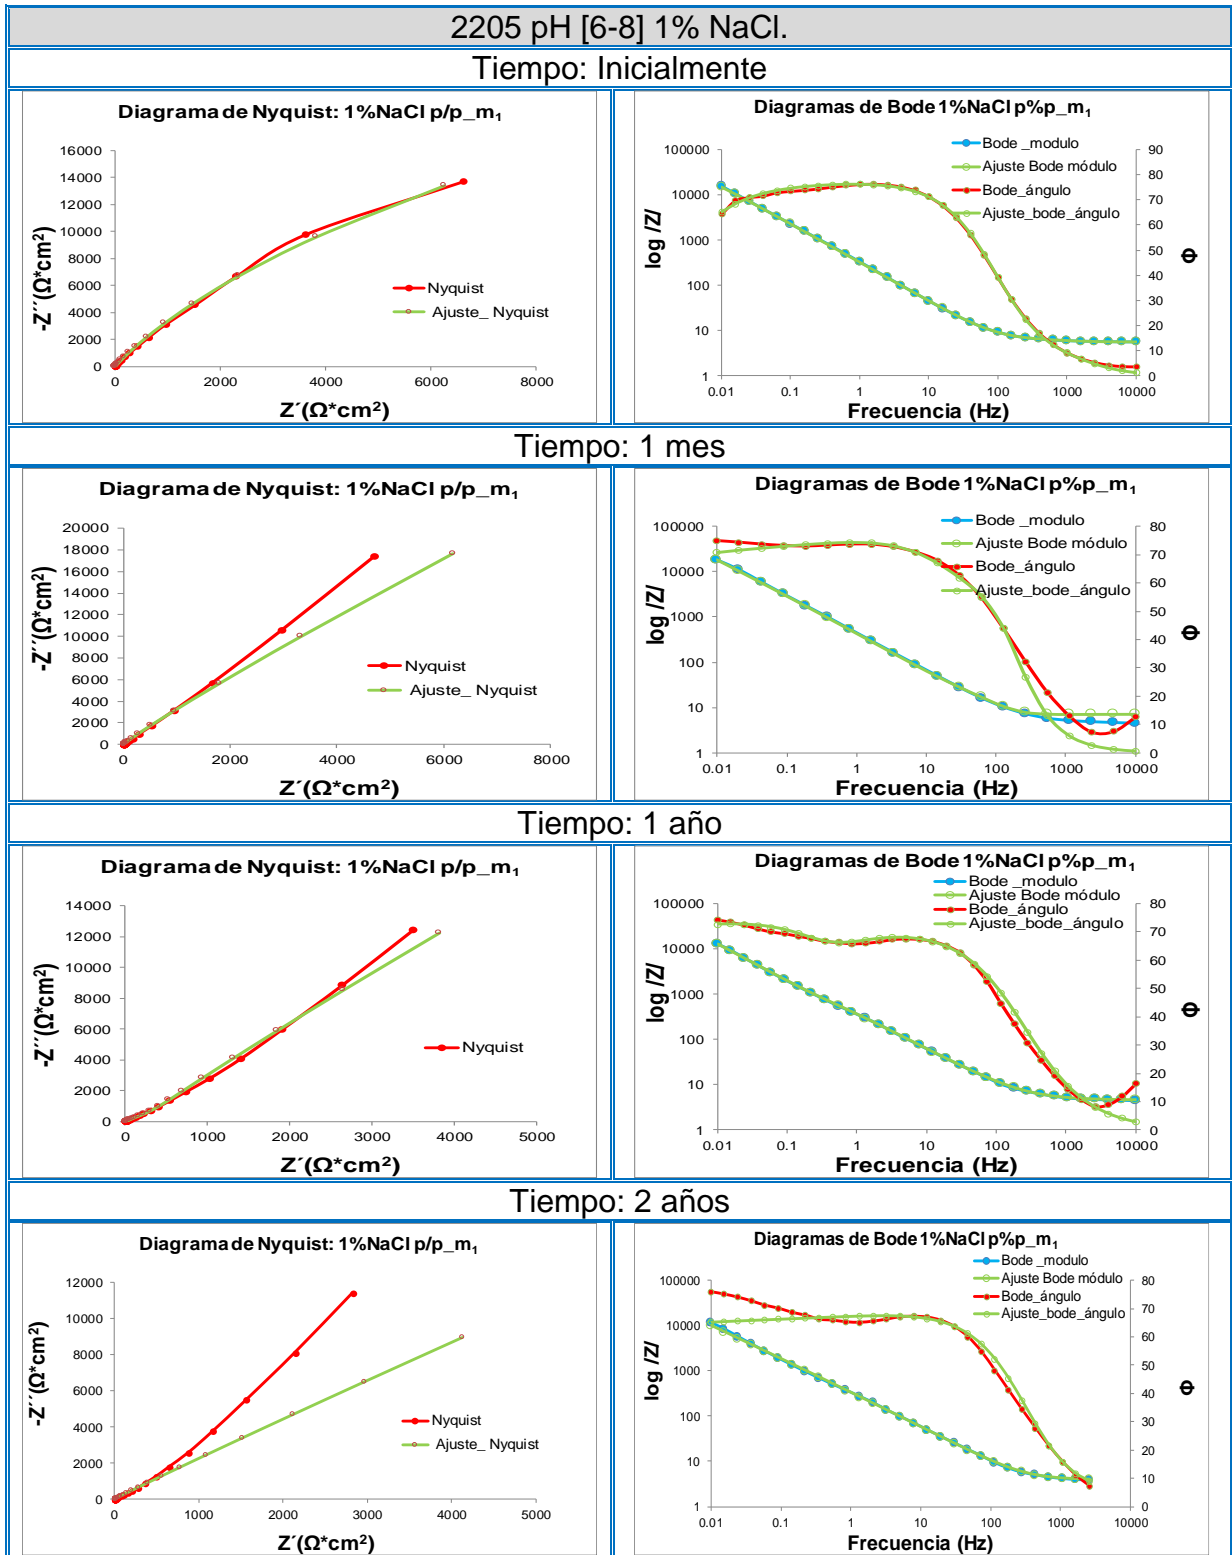 2205 pH [6-8] 1% NaCl.
Tiempo: Inicialmente
Diagrama de Nyquist: 1%NaCl p/p_m₁
16000
14000
12000
10000
8000
6000
4000
2000
0
0 2000 4000 6000 8000
-Z´´(Ω*cm²)
Z´(Ω*cm²)
Nyquist
Ajuste_ Nyquist
Diagramas de Bode 1%NaCl p%p_m₁
Bode _modulo
Ajuste Bode módulo
Bode_ángulo
Ajuste_bode_ángulo
100000
10000
1000
100
10
1
90
80
70
60
50
40
30
20
10
0
0.01 0.1 1 10 100 1000 10000
log /Z/
Φ
Frecuencia (Hz)
Tiempo: 1 mes
Diagrama de Nyquist: 1%NaCl p/p_m₁
20000
18000
16000
14000
12000
10000
8000
6000
4000
2000
0
0 2000 4000 6000 8000
-Z´´(Ω*cm²)
Z´(Ω*cm²)
Nyquist
Ajuste_ Nyquist
Diagramas de Bode 1%NaCl p%p_m₁
Bode _modulo
Ajuste Bode módulo
Bode_ángulo
Ajuste_bode_ángulo
100000
10000
1000
100
10
1
80
70
60
50
40
30
20
10
0
0.01 0.1 1 10 100 1000 10000
log /Z/
Φ
Frecuencia (Hz)
Tiempo: 1 año
Diagrama de Nyquist: 1%NaCl p/p_m₁
14000
12000
10000
8000
6000
4000
2000
0
0 1000 2000 3000 4000 5000
-Z´´(Ω*cm²)
Z´(Ω*cm²)
Nyquist
Diagramas de Bode 1%NaCl p%p_m₁
Bode _modulo
Ajuste Bode módulo
Bode_ángulo
Ajuste_bode_ángulo
100000
10000
1000
100
10
1
80
70
60
50
40
30
20
10
0
0.01 0.1 1 10 100 1000 10000
log /Z/
Φ
Frecuencia (Hz)
Tiempo: 2 años
Diagrama de Nyquist: 1%NaCl p/p_m₁
12000
10000
8000
6000
4000
2000
0
0 1000 2000 3000 4000 5000
-Z´´(Ω*cm²)
Z´(Ω*cm²)
Nyquist
Ajuste_ Nyquist
Diagramas de Bode 1%NaCl p%p_m₁
Bode _modulo
Ajuste Bode módulo
Bode_ángulo
Ajuste_bode_ángulo
100000
10000
1000
100
10
1
80
70
60
50
40
30
20
10
0
0.01 0.1 1 10 100 1000 10000
log /Z/
Φ
Frecuencia (Hz)